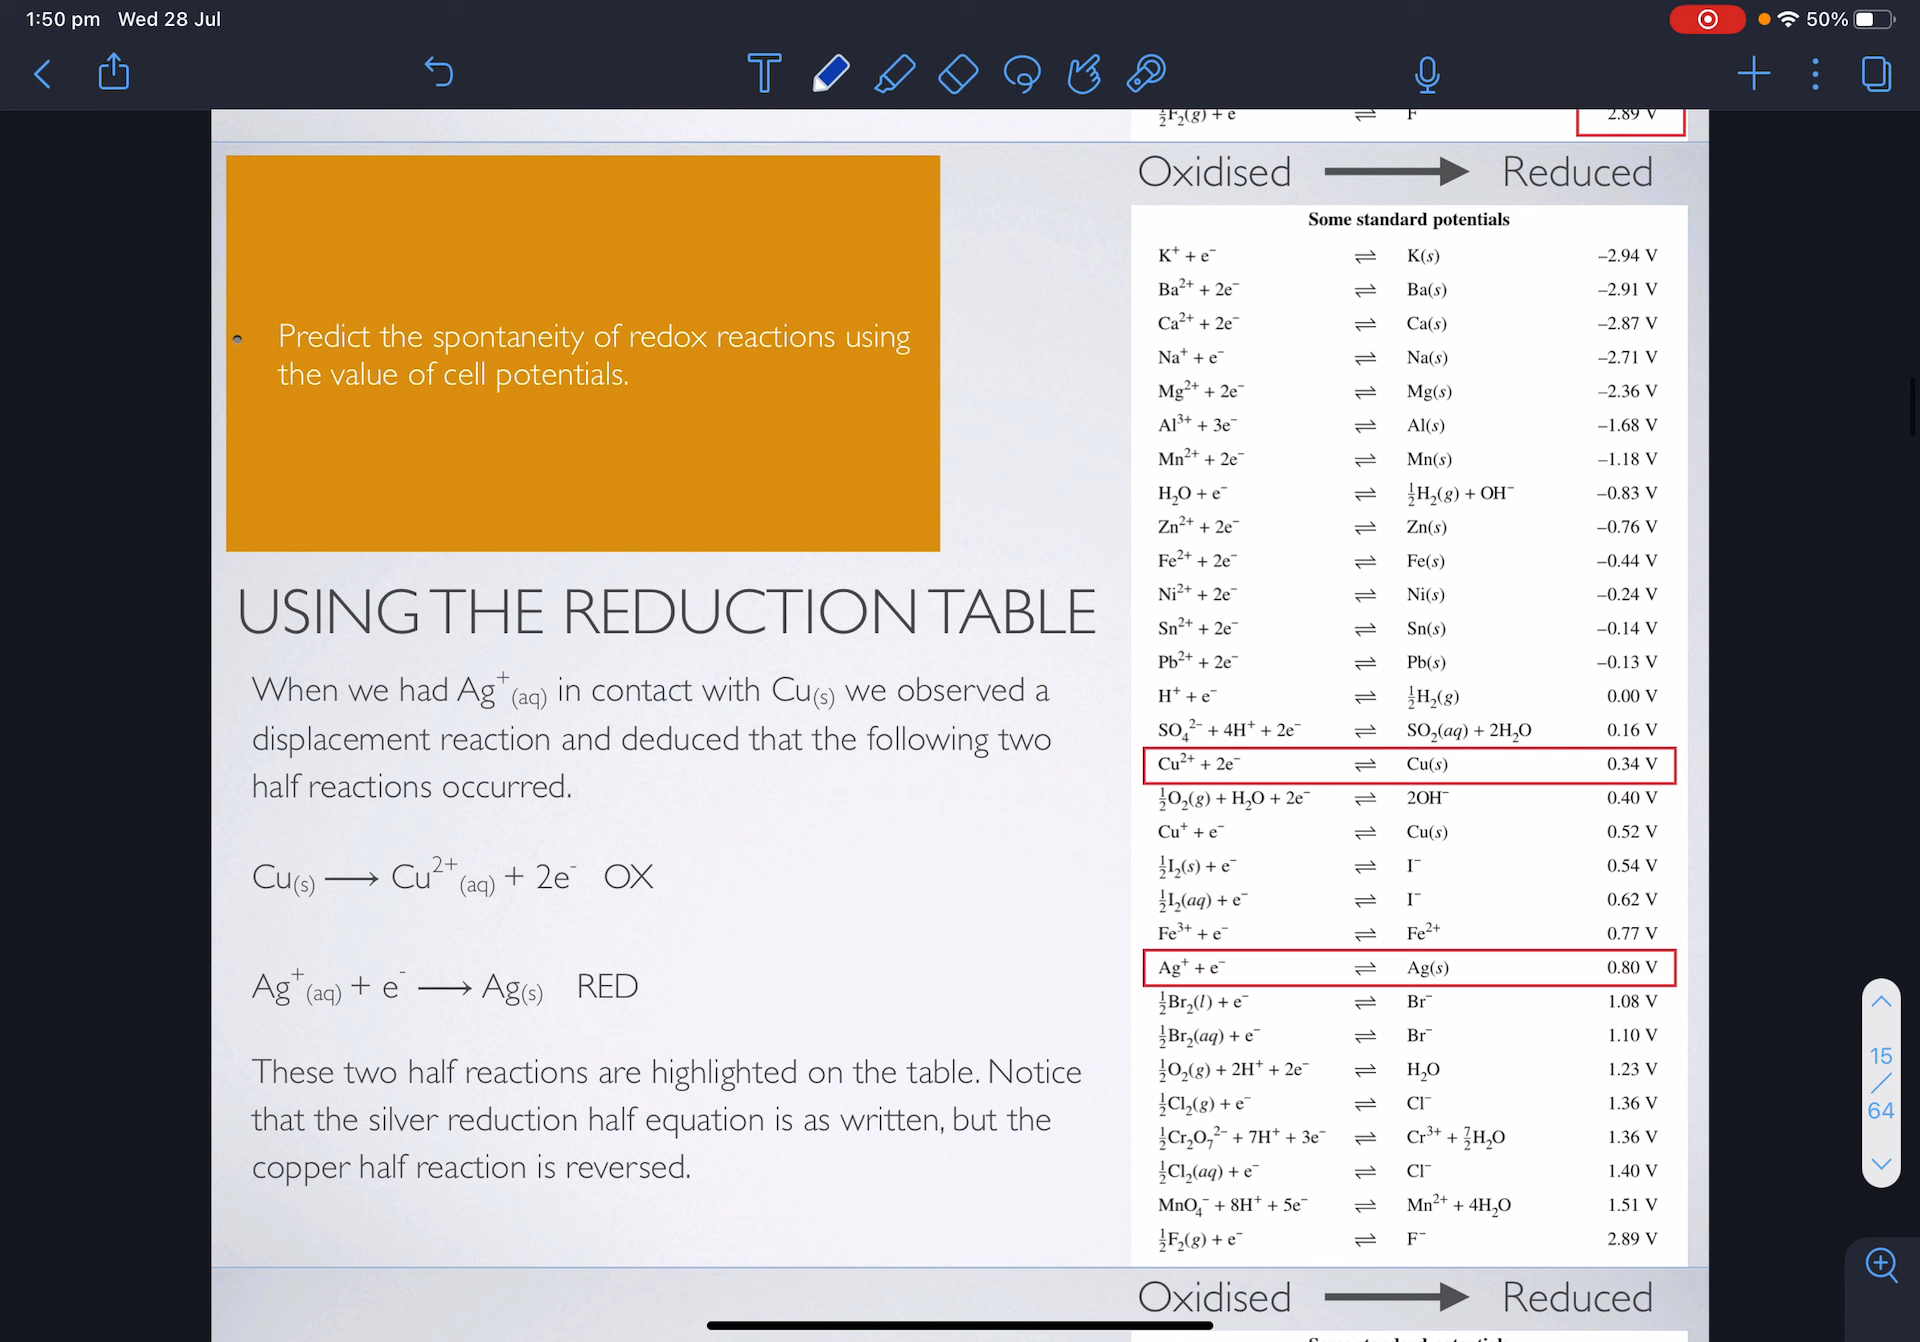 1:50 pm Wed 28 Jul
50%
½F₂(g) + e ⇌ F 2.89 V
Oxidised ⟶ Reduced
Some standard potentials
K⁺ + e⁻ ⇌ K(s) –2.94 V
Ba²⁺ + 2e⁻ ⇌ Ba(s) –2.91 V
Ca²⁺ + 2e⁻ ⇌ Ca(s) –2.87 V
Na⁺ + e⁻ ⇌ Na(s) –2.71 V
Mg²⁺ + 2e⁻ ⇌ Mg(s) –2.36 V
Al³⁺ + 3e⁻ ⇌ Al(s) –1.68 V
Mn²⁺ + 2e⁻ ⇌ Mn(s) –1.18 V
H₂O + e⁻ ⇌ ½H₂(g) + OH⁻ –0.83 V
Zn²⁺ + 2e⁻ ⇌ Zn(s) –0.76 V
Fe²⁺ + 2e⁻ ⇌ Fe(s) –0.44 V
Ni²⁺ + 2e⁻ ⇌ Ni(s) –0.24 V
Sn²⁺ + 2e⁻ ⇌ Sn(s) –0.14 V
Pb²⁺ + 2e⁻ ⇌ Pb(s) –0.13 V
H⁺ + e⁻ ⇌ ½H₂(g) 0.00 V
SO₄²⁻ + 4H⁺ + 2e⁻ ⇌ SO₂(aq) + 2H₂O 0.16 V
Cu²⁺ + 2e⁻ ⇌ Cu(s) 0.34 V
½O₂(g) + H₂O + 2e⁻ ⇌ 2OH⁻ 0.40 V
Cu⁺ + e⁻ ⇌ Cu(s) 0.52 V
½I₂(s) + e⁻ ⇌ I⁻ 0.54 V
½I₂(aq) + e⁻ ⇌ I⁻ 0.62 V
Fe³⁺ + e⁻ ⇌ Fe²⁺ 0.77 V
Ag⁺ + e⁻ ⇌ Ag(s) 0.80 V
½Br₂(l) + e⁻ ⇌ Br⁻ 1.08 V
½Br₂(aq) + e⁻ ⇌ Br⁻ 1.10 V
½O₂(g) + 2H⁺ + 2e⁻ ⇌ H₂O 1.23 V
½Cl₂(g) + e⁻ ⇌ Cl⁻ 1.36 V
½Cr₂O₇²⁻ + 7H⁺ + 3e⁻ ⇌ Cr³⁺ + 7/2H₂O 1.36 V
½Cl₂(aq) + e⁻ ⇌ Cl⁻ 1.40 V
MnO₄⁻ + 8H⁺ + 5e⁻ ⇌ Mn²⁺ + 4H₂O 1.51 V
½F₂(g) + e⁻ ⇌ F⁻ 2.89 V
• Predict the spontaneity of redox reactions using
the value of cell potentials.
USING THE REDUCTION TABLE
When we had Ag⁺(aq) in contact with Cu(s) we observed a
displacement reaction and deduced that the following two
half reactions occurred.
Cu(s) ⟶ Cu²⁺(aq) + 2e⁻ OX
Ag⁺(aq) + e⁻ ⟶ Ag(s) RED
These two half reactions are highlighted on the table. Notice
that the silver reduction half equation is as written, but the
copper half reaction is reversed.
15
/
64
Oxidised ⟶ Reduced